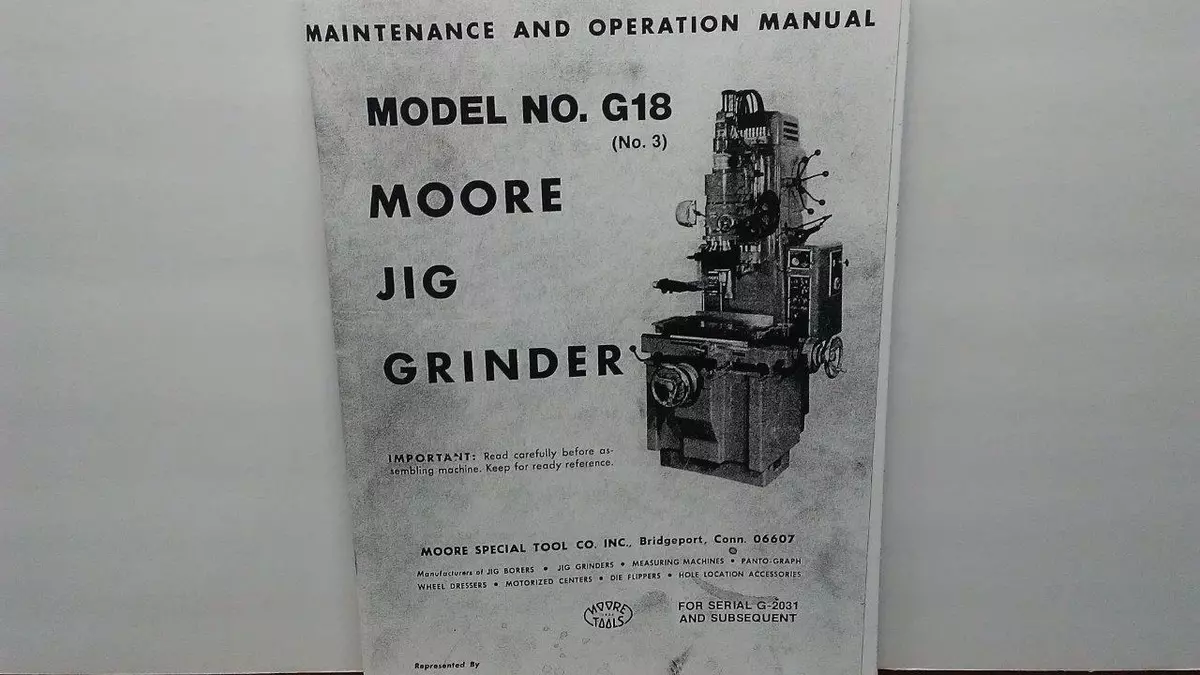 MAINTENANCE AND OPERATION MANUAL
MODEL NO. G18
(No. 3)
MOORE
JIG
GRINDER
IMPORTANT: Read carefully before as-
sembling machine. Keep for ready reference.
MOORE SPECIAL TOOL CO. INC., Bridgeport, Conn. 06607
Manufacturers of JIG BORERS • JIG GRINDERS • MEASURING MACHINES • PANTO-GRAPH
WHEEL DRESSERS • MOTORIZED CENTERS • DIE FLIPPERS • HOLE LOCATION ACCESSORIES
MOORE
TOOLS
FOR SERIAL G-2031
AND SUBSEQUENT
Represented By